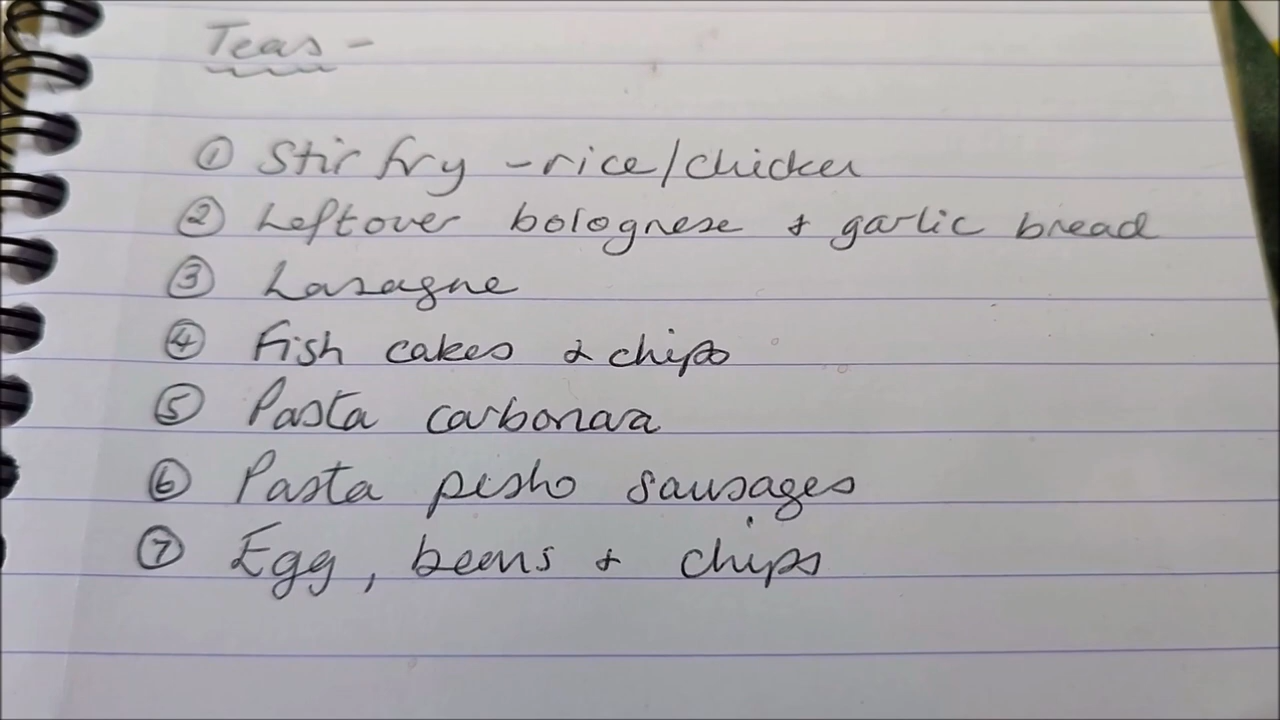 Teas -
① Stir fry - rice/chicken
② Leftover bolognese + garlic bread
③ Lasagne
④ Fish cakes & chips
⑤ Pasta carbonara
⑥ Pasta pesto sausages
⑦ Egg, beans + chips